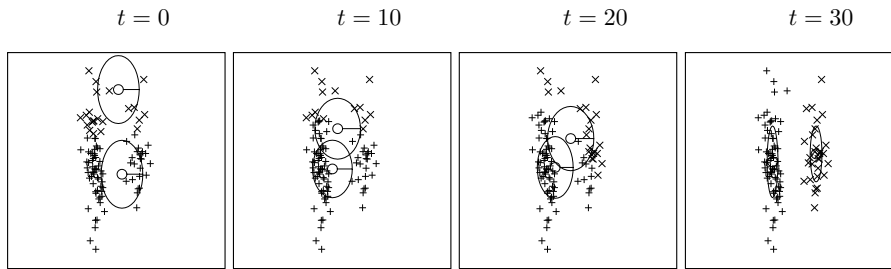 t = 0 t = 10 t = 20 t = 30